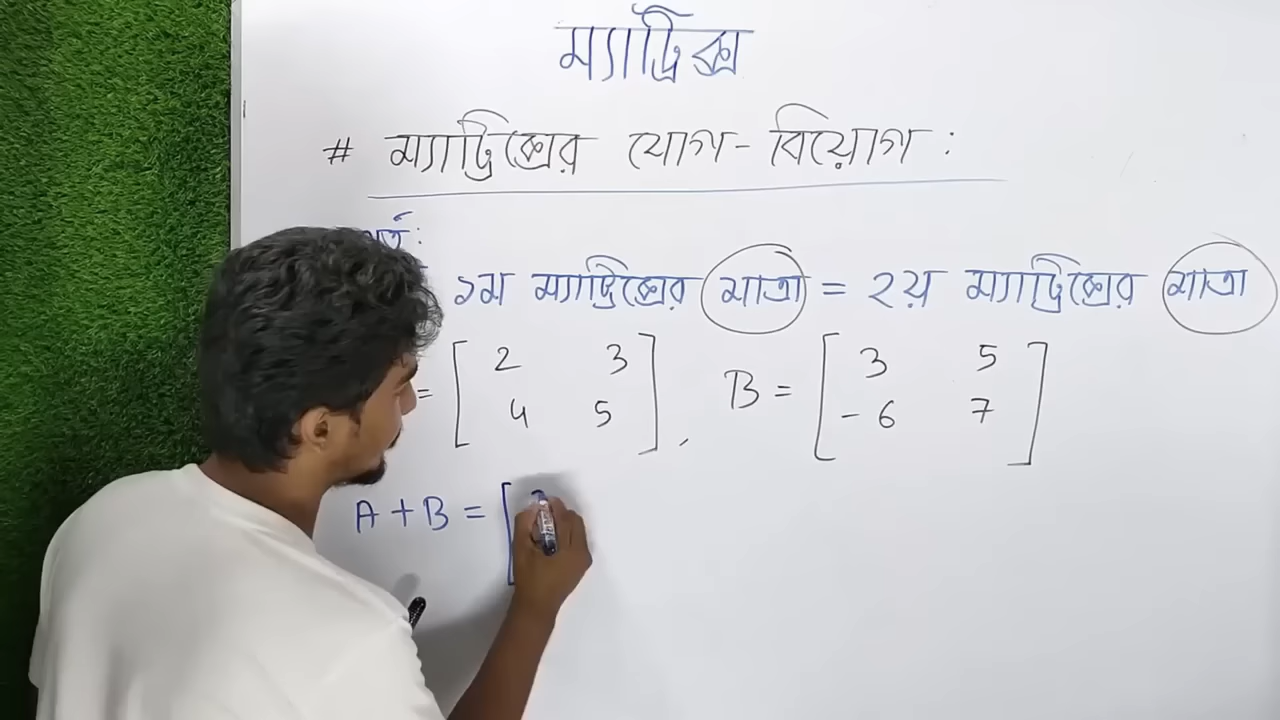 ম্যাট্রিক্স
# ম্যাট্রিক্সের যোগ-বিয়োগ:
১ম ম্যাট্রিক্সের মাত্রা = ২য় ম্যাট্রিক্সের মাত্রা
= [ 2 3 ] , B = [ 3 5 ]
[ 4 5 ] [ -6 7 ]
A + B = [